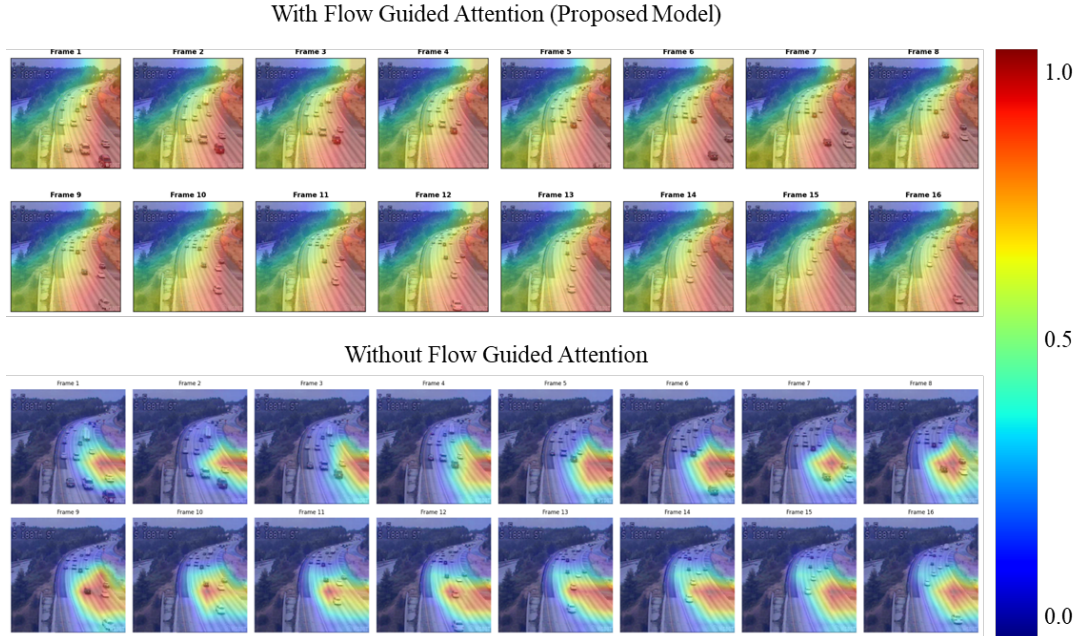 With Flow Guided Attention (Proposed Model)
Frame 1 Frame 2 Frame 3 Frame 4 Frame 5 Frame 6 Frame 7 Frame 8
1.0
Frame 9 Frame 10 Frame 11 Frame 12 Frame 13 Frame 14 Frame 15 Frame 16
0.5
Without Flow Guided Attention
Frame 1 Frame 2 Frame 3 Frame 4 Frame 5 Frame 6 Frame 7 Frame 8
Frame 9 Frame 10 Frame 11 Frame 12 Frame 13 Frame 14 Frame 15 Frame 16
0.0